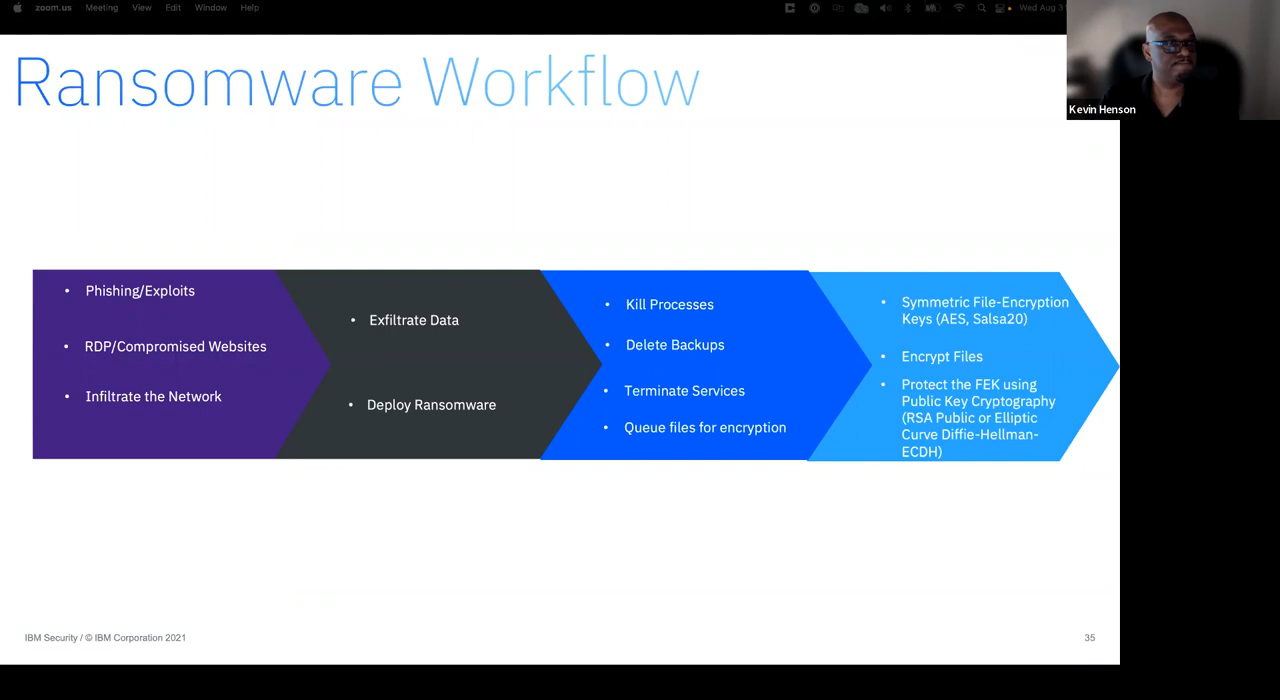 zoom.us Meeting View Edit Window Help Wed Aug 31
Ransomware Workflow
Kevin Henson
• Phishing/Exploits
• RDP/Compromised Websites
• Infiltrate the Network
• Exfiltrate Data
• Deploy Ransomware
• Kill Processes
• Delete Backups
• Terminate Services
• Queue files for encryption
• Symmetric File-Encryption
Keys (AES, Salsa20)
• Encrypt Files
• Protect the FEK using
Public Key Cryptography
(RSA Public or Elliptic
Curve Diffie-Hellman-
ECDH)
IBM Security / © IBM Corporation 2021
35